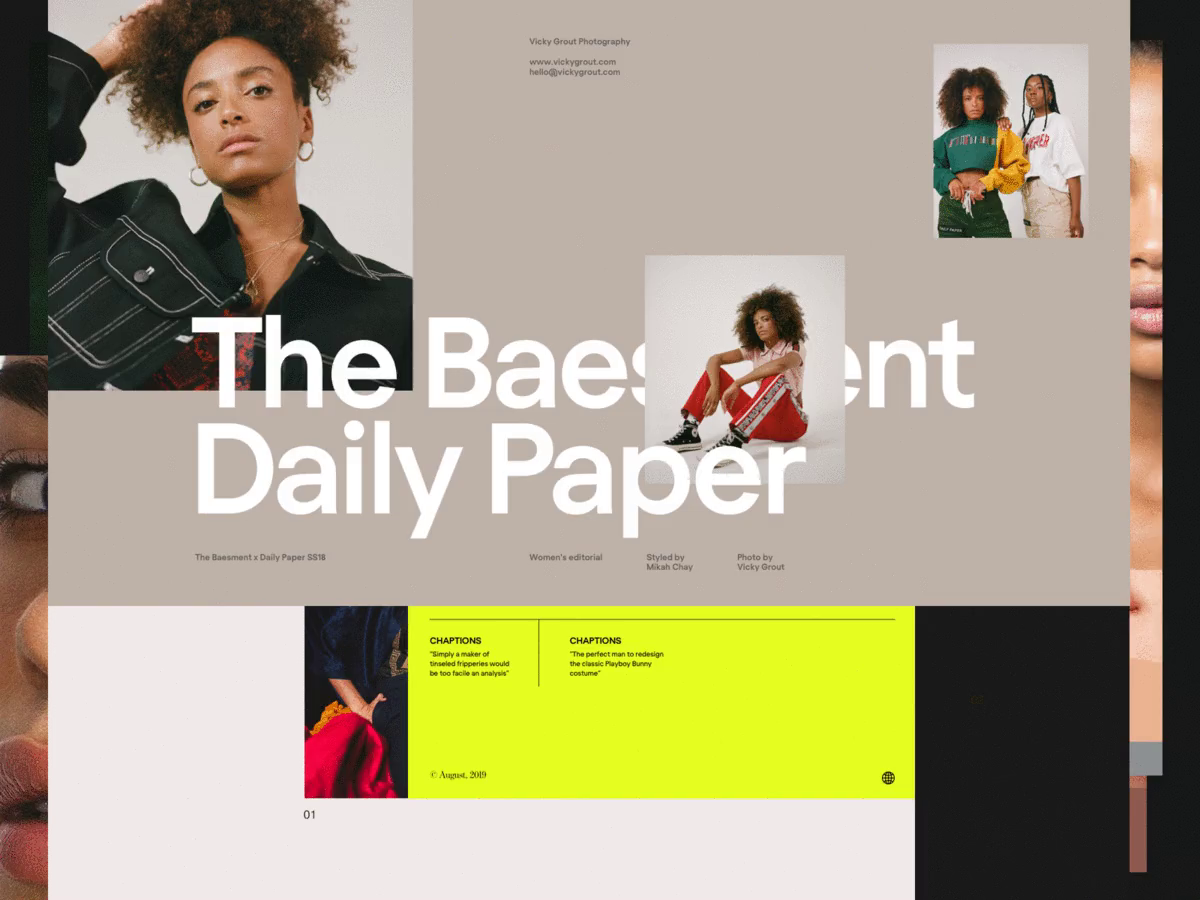 Vicky Grout Photography
www.vickygrout.com
hello@vickygrout.com
The Baes ent
Daily Paper
The Baesment x Daily Paper SS18
Women's editorial
Styled by
Mikah Chay
Photo by
Vicky Grout
CHAPTIONS
"Simply a maker of
tinseled fripperies would
be too facile an analysis"
CHAPTIONS
"The perfect man to redesign
the classic Playboy Bunny
costume"
© August, 2019
01